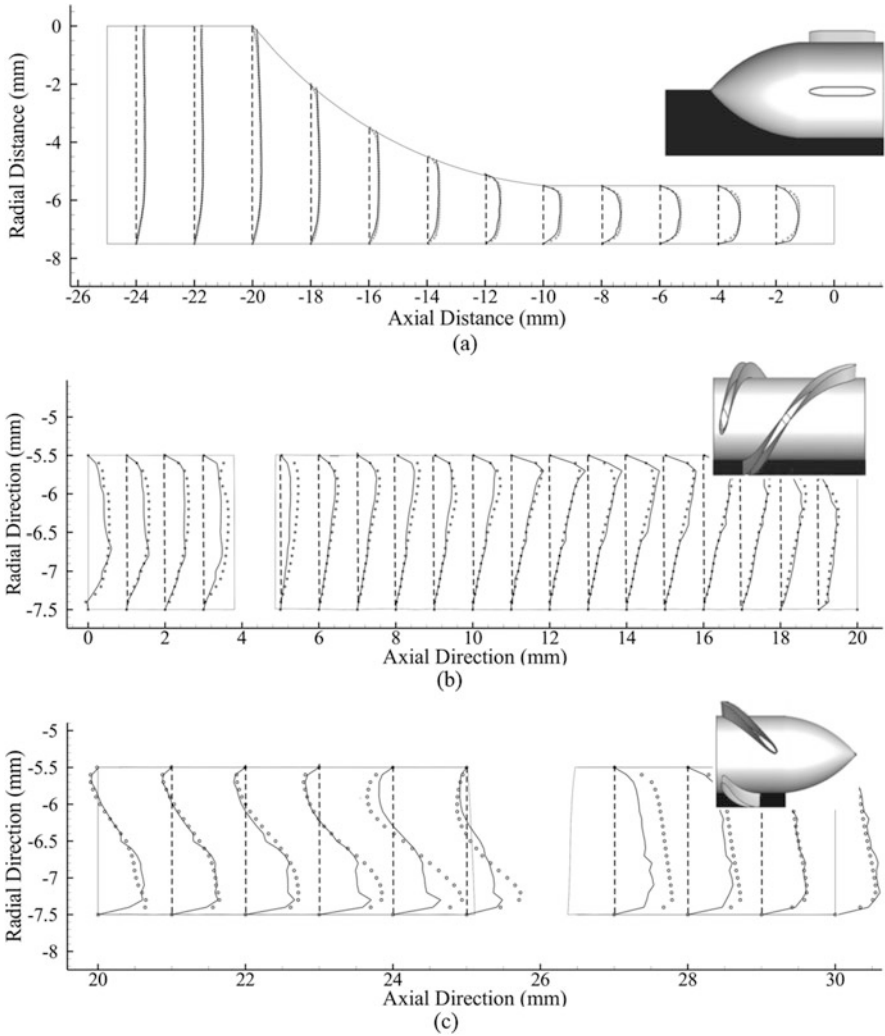 0
-2
-4
-6
-8
Radial Distance (mm)
-26 -24 -22 -20 -18 -16 -14 -12 -10 -8 -6 -4 -2 0
Axial Distance (mm)
(a)
-5
-5.5
-6
-6.5
-7
-7.5
Radial Direction (mm)
0 2 4 6 8 10 12 14 16 18 20
Axial Direction (mm)
(b)
-5
-5.5
-6
-6.5
-7
-7.5
-8
Radial Direction (mm)
20 22 24 26 28 30
Axial Direction (mm)
(c)